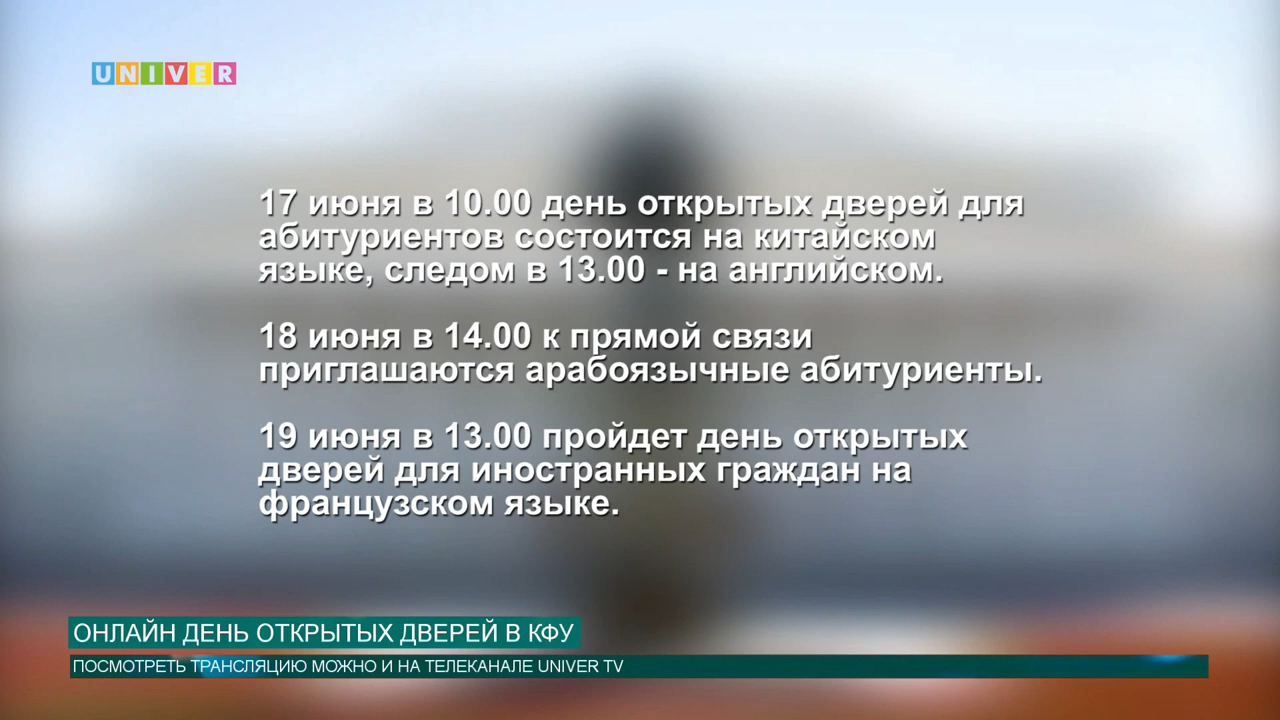 UNIVER
17 июня в 10.00 день открытых дверей для
абитуриентов состоится на китайском
языке, следом в 13.00 - на английском.
18 июня в 14.00 к прямой связи
приглашаются арабоязычные абитуриенты.
19 июня в 13.00 пройдет день открытых
дверей для иностранных граждан на
французском языке.
ОНЛАЙН ДЕНЬ ОТКРЫТЫХ ДВЕРЕЙ В КФУ
ПОСМОТРЕТЬ ТРАНСЛЯЦИЮ МОЖНО И НА ТЕЛЕКАНАЛЕ UNIVER TV